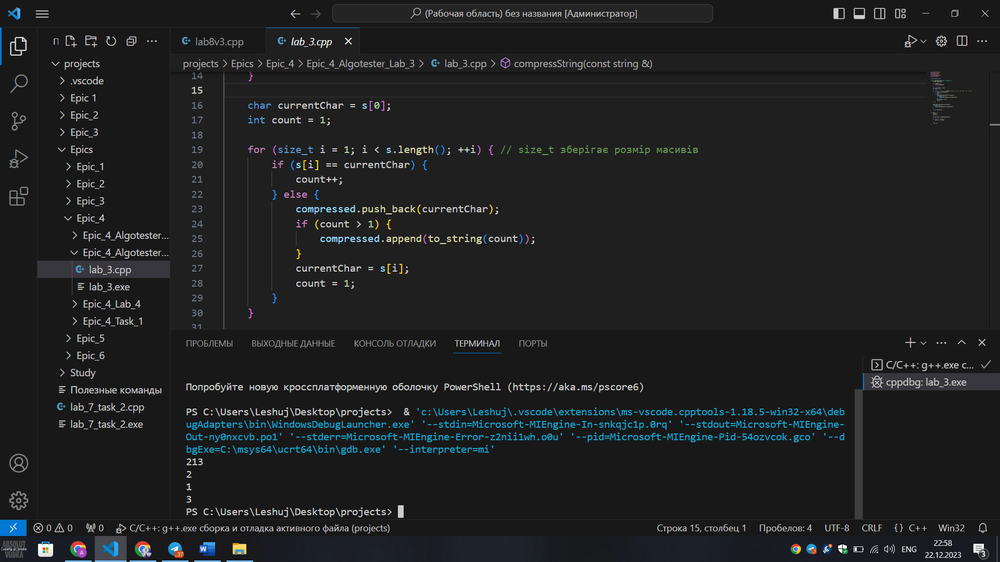 (Рабочая область) без названия [Администратор]
П
lab8v3.cpp
lab_3.cpp
projects
.vscode
Epic 1
Epic_2
Epic_3
Epics
Epic_1
Epic_2
Epic_3
Epic_4
Epic_4_Algotester...
Epic_4_Algotester...
lab_3.cpp
lab_3.exe
Epic_4_Lab_4
Epic_4_Task_1
Epic_5
Epic_6
Study
Полезные команды
lab_7_task_2.cpp
lab_7_task_2.exe
projects > Epics > Epic_4 > Epic_4_Algotester_Lab_3 > lab_3.cpp > compressString(const string &)
14 }
15
16 char currentChar = s[0];
17 int count = 1;
18
19 for (size_t i = 1; i < s.length(); ++i) { // size_t зберігає розмір масивів
20 if (s[i] == currentChar) {
21 count++;
22 } else {
23 compressed.push_back(currentChar);
24 if (count > 1) {
25 compressed.append(to_string(count));
26 }
27 currentChar = s[i];
28 count = 1;
29 }
30 }
31
ПРОБЛЕМЫ ВЫХОДНЫЕ ДАННЫЕ КОНСОЛЬ ОТЛАДКИ ТЕРМИНАЛ ПОРТЫ
Попробуйте новую кроссплатформенную оболочку PowerShell (https://aka.ms/pscore6)
PS C:\Users\Leshuj\Desktop\projects> & 'c:\Users\Leshuj\.vscode\extensions\ms-vscode.cpptools-1.18.5-win32-x64\deb
ugAdapters\bin\WindowsDebugLauncher.exe' '--stdin=Microsoft-MIEngine-In-snkqjc1p.0rq' '--stdout=Microsoft-MIEngine-
Out-ny0nxcvb.po1' '--stderr=Microsoft-MIEngine-Error-z2nii1wh.o0u' '--pid=Microsoft-MIEngine-Pid-54ozvcok.gco' '--d
bgExe=C:\msys64\ucrt64\bin\gdb.exe' '--interpreter=mi'
213
2
1
3
PS C:\Users\Leshuj\Desktop\projects>
C/C++: g++.exe c...
cppdbg: lab_3.exe
0 0 0 C/C++: g++.exe сборка и отладка активного файла (projects)
Строка 15, столбец 1 Пробелов: 4 UTF-8 CRLF {} C++ Win32
ABSOLUT
Country of Sweden
VODKA
A
37
W
ENG
22:58
22.12.2023
3